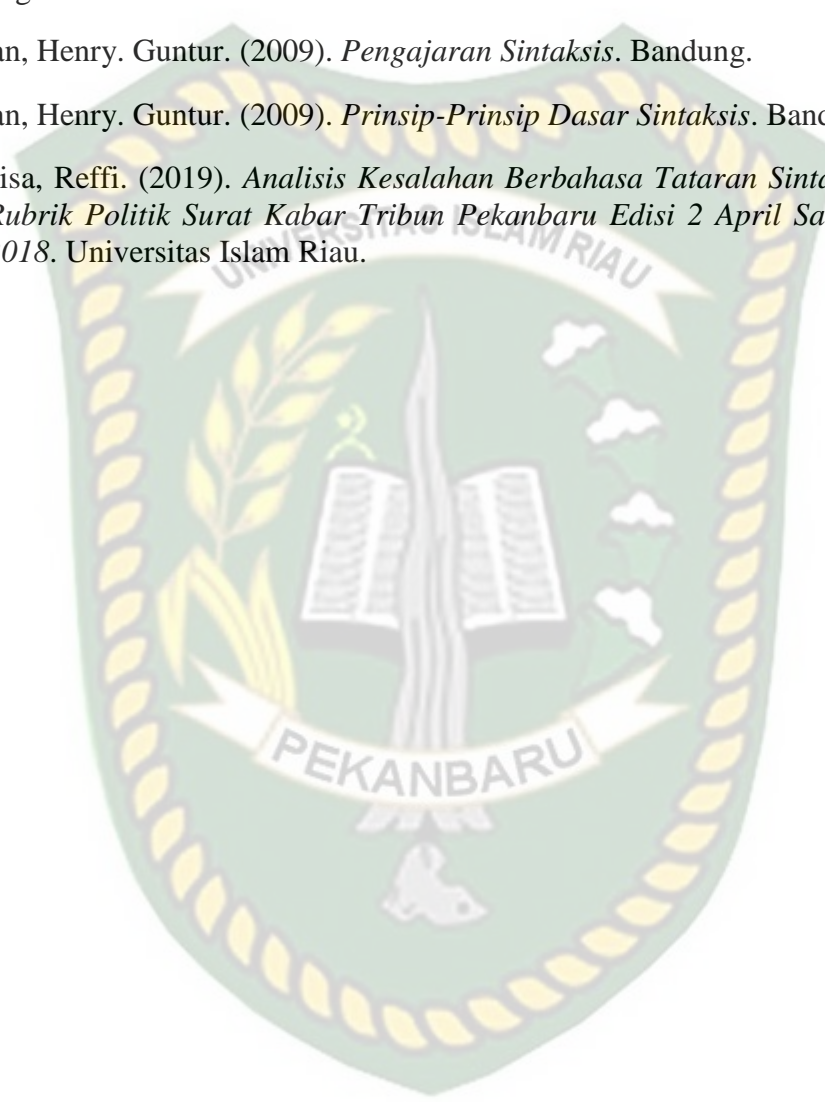 an, Henry. Guntur. (2009). Pengajaran Sintaksis. Bandung.
an, Henry. Guntur. (2009). Prinsip-Prinsip Dasar Sintaksis. Band
isa, Reffi. (2019). Analisis Kesalahan Berbahasa Tataran Sinta
Rubrik Politik Surat Kabar Tribun Pekanbaru Edisi 2 April Sa
018. Universitas Islam Riau.
UNIVERSITAS ISLAM RIAU
PEKANBARU